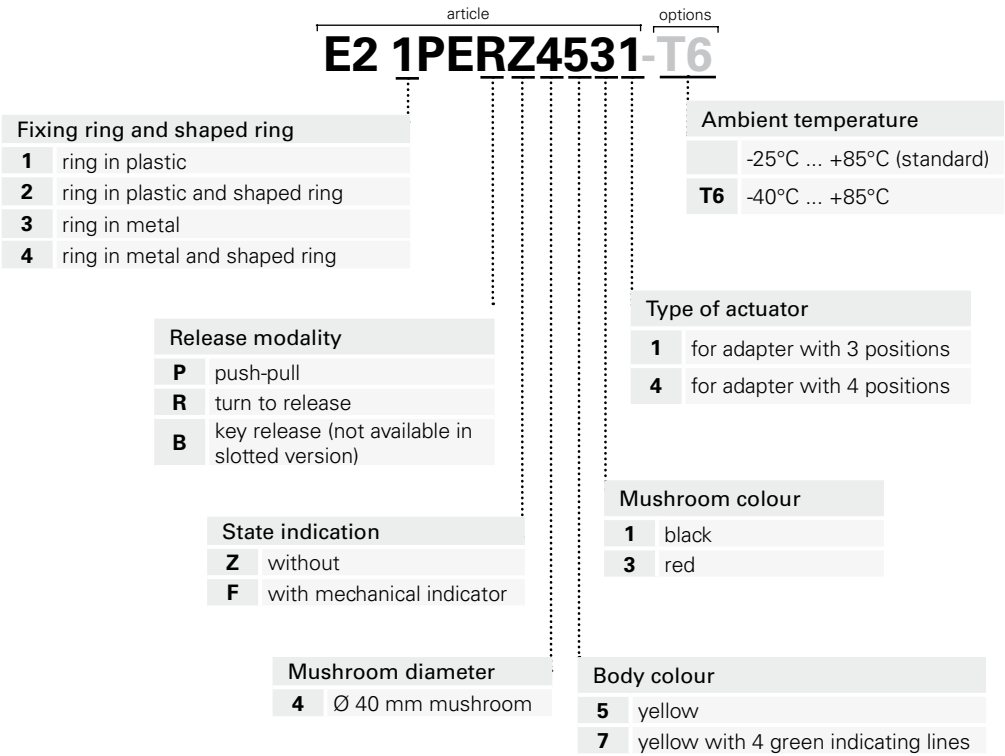 article
options
E2 1PERZ4531-T6
Fixing ring and shaped ring
1 ring in plastic
2 ring in plastic and shaped ring
3 ring in metal
4 ring in metal and shaped ring
Ambient temperature
-25°C ... +85°C (standard)
T6 -40°C ... +85°C
Release modality
P push-pull
R turn to release
B key release (not available in
slotted version)
Type of actuator
1 for adapter with 3 positions
4 for adapter with 4 positions
State indication
Z without
F with mechanical indicator
Mushroom colour
1 black
3 red
Mushroom diameter
4 Ø 40 mm mushroom
Body colour
5 yellow
7 yellow with 4 green indicating lines